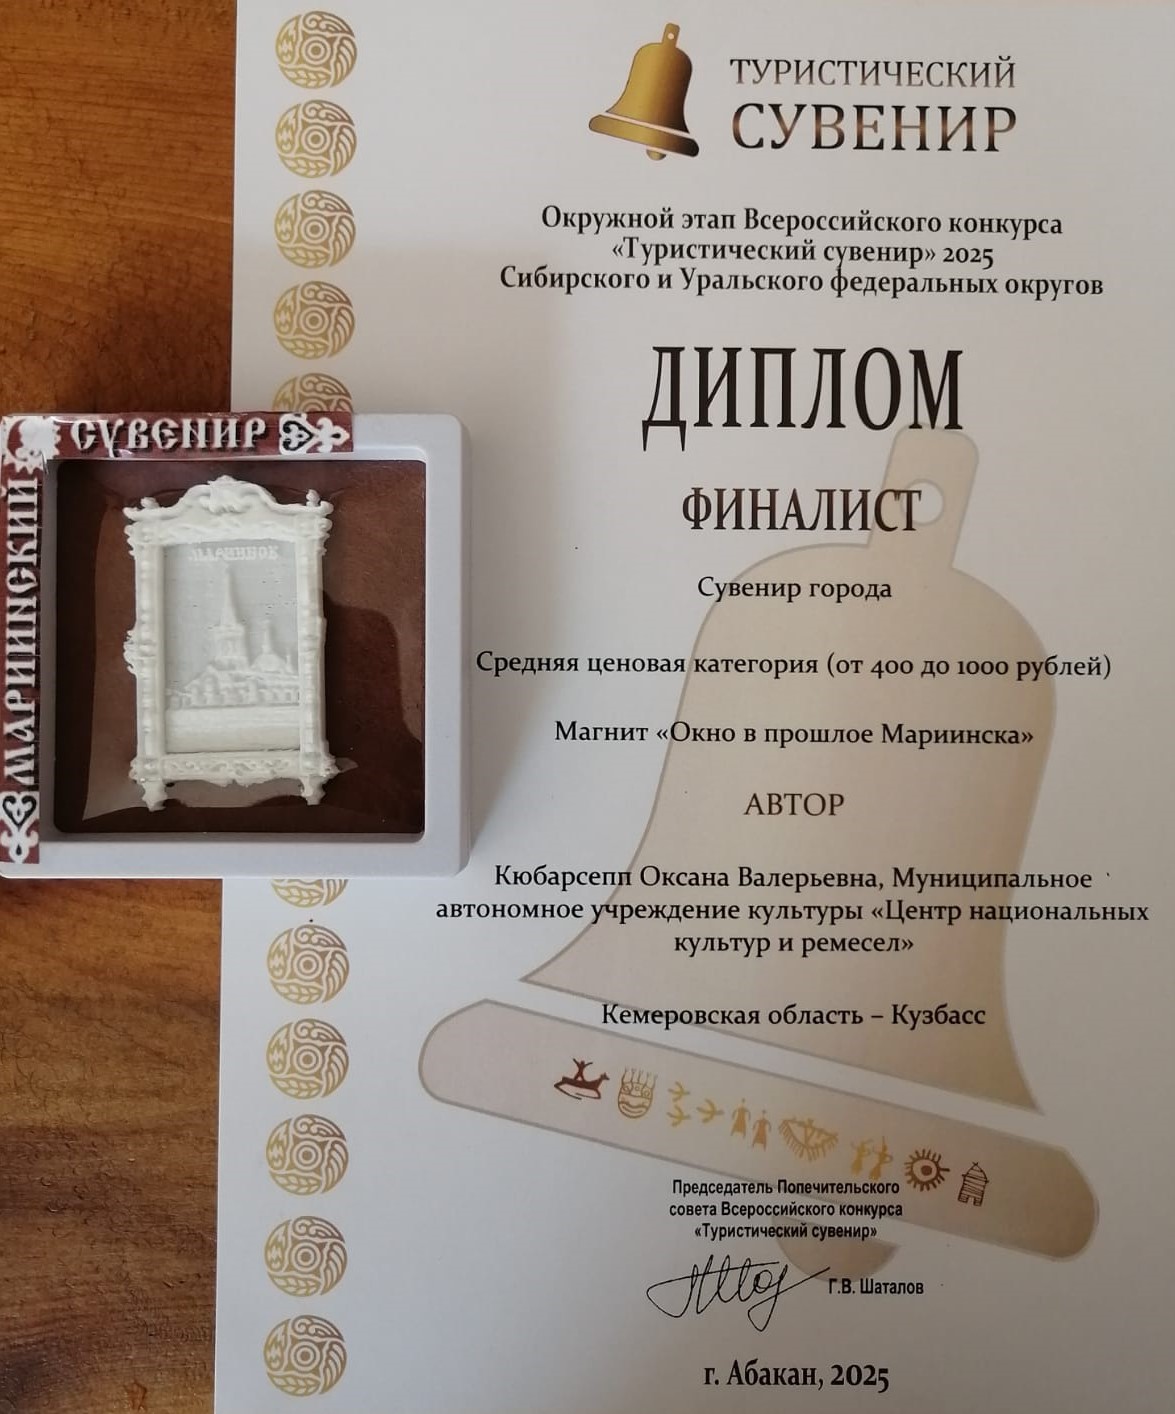 ТУРИСТИЧЕСКИЙ
СУВЕНИР
Окружной этап Всероссийского конкурса
«Туристический сувенир» 2025
Сибирского и Уральского федеральных округов
ДИПЛОМ
ФИНАЛИСТ
Сувенир города
Средняя ценовая категория (от 400 до 1000 рублей)
Магнит «Окно в прошлое Мариинска»
АВТОР
Кюбарсепп Оксана Валерьевна, Муниципальное
автономное учреждение культуры «Центр национальных
культур и ремесел»
Кемеровская область – Кузбасс
Председатель Попечительского
совета Всероссийского конкурса
«Туристический сувенир»
Г.В. Шаталов
г. Абакан, 2025
МАРИИНСКИЙ
СУВЕНИР
МАРИИНСК